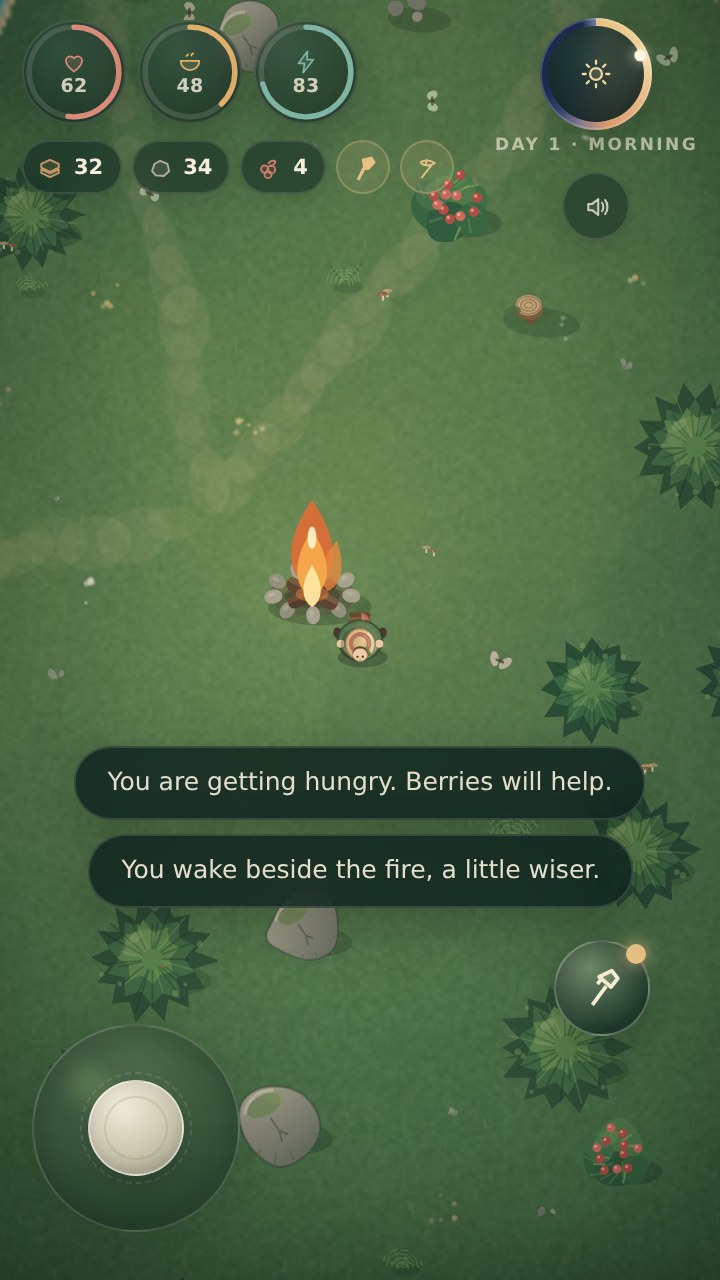 62
48
83
32
34
4
DAY 1 · MORNING
You are getting hungry. Berries will help.
You wake beside the fire, a little wiser.